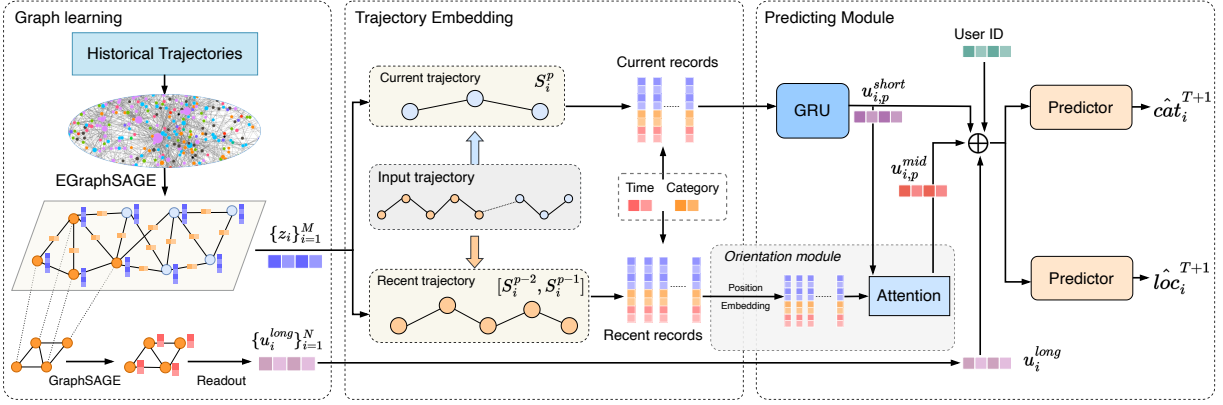 Graph learning
Historical Trajectories
EGraphSAGE
$\{z_i\}_{i=1}^{M}$
$\{u_i^{long}\}_{i=1}^{N}$
GraphSAGE
Readout
Trajectory Embedding
Current trajectory
$S_i^p$
Input trajectory
Recent trajectory
$[S_i^{p-2}, S_i^{p-1}]$
Current records
Time
Category
Recent records
Predicting Module
User ID
GRU
$u_{i,p}^{short}$
$u_{i,p}^{mid}$
Orientation module
Position
Embedding
Attention
$u_i^{long}$
Predictor
$\hat{cat}_i^{T+1}$
Predictor
$\hat{loc}_i^{T+1}$